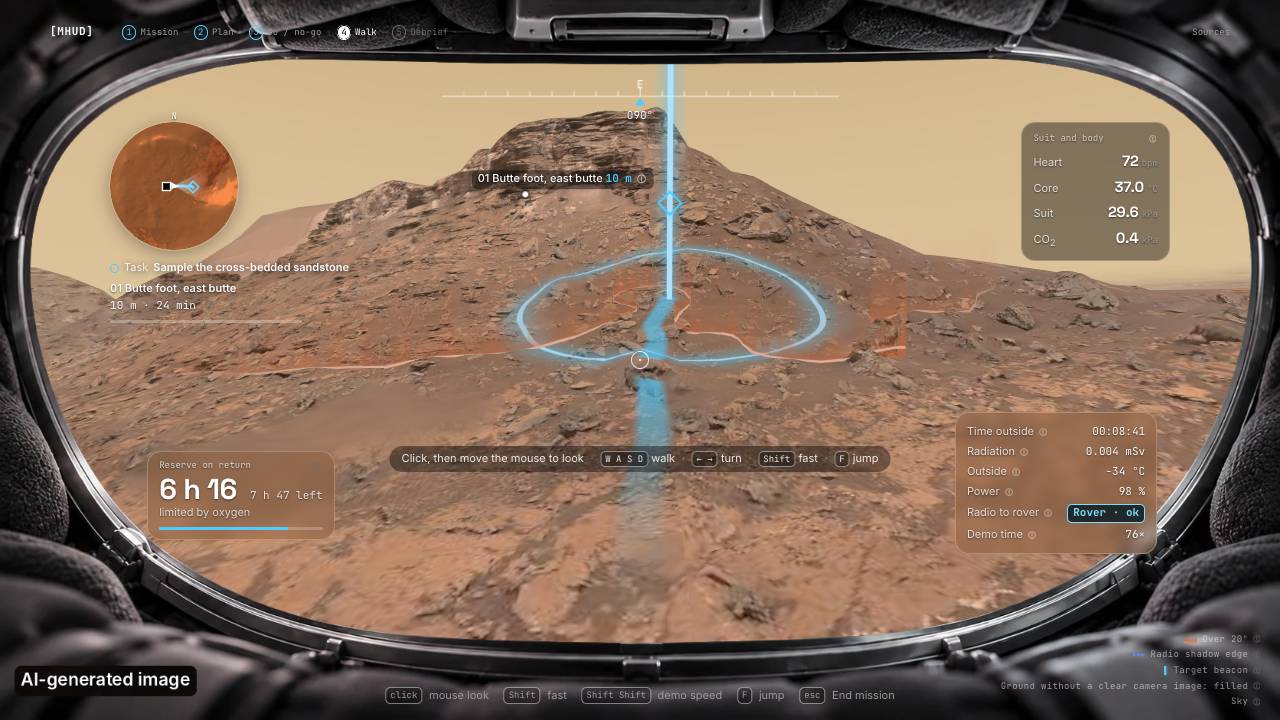 [MHUD] 1 Mission 2 Plan 3 / no-go 4 Walk 5 Debrief Sources
E
090°
N
01 Butte foot, east butte 10 m
Task Sample the cross-bedded sandstone
01 Butte foot, east butte
10 m · 24 min
Suit and body
Heart 72 bpm
Core 37.0 °C
Suit 29.6 kPa
CO2 0.4 kPa
Click, then move the mouse to look W A S D walk ← → turn Shift fast F jump
Reserve on return
6 h 16 7 h 47 left
limited by oxygen
Time outside 00:08:41
Radiation 0.004 mSv
Outside -34 °C
Power 98 %
Radio to rover Rover · ok
Demo time 76×
Over 20°
Radio shadow edge
Target beacon
Ground without a clear camera image: filled
Sky
AI-generated image
click mouse look Shift fast Shift Shift demo speed F jump esc End mission